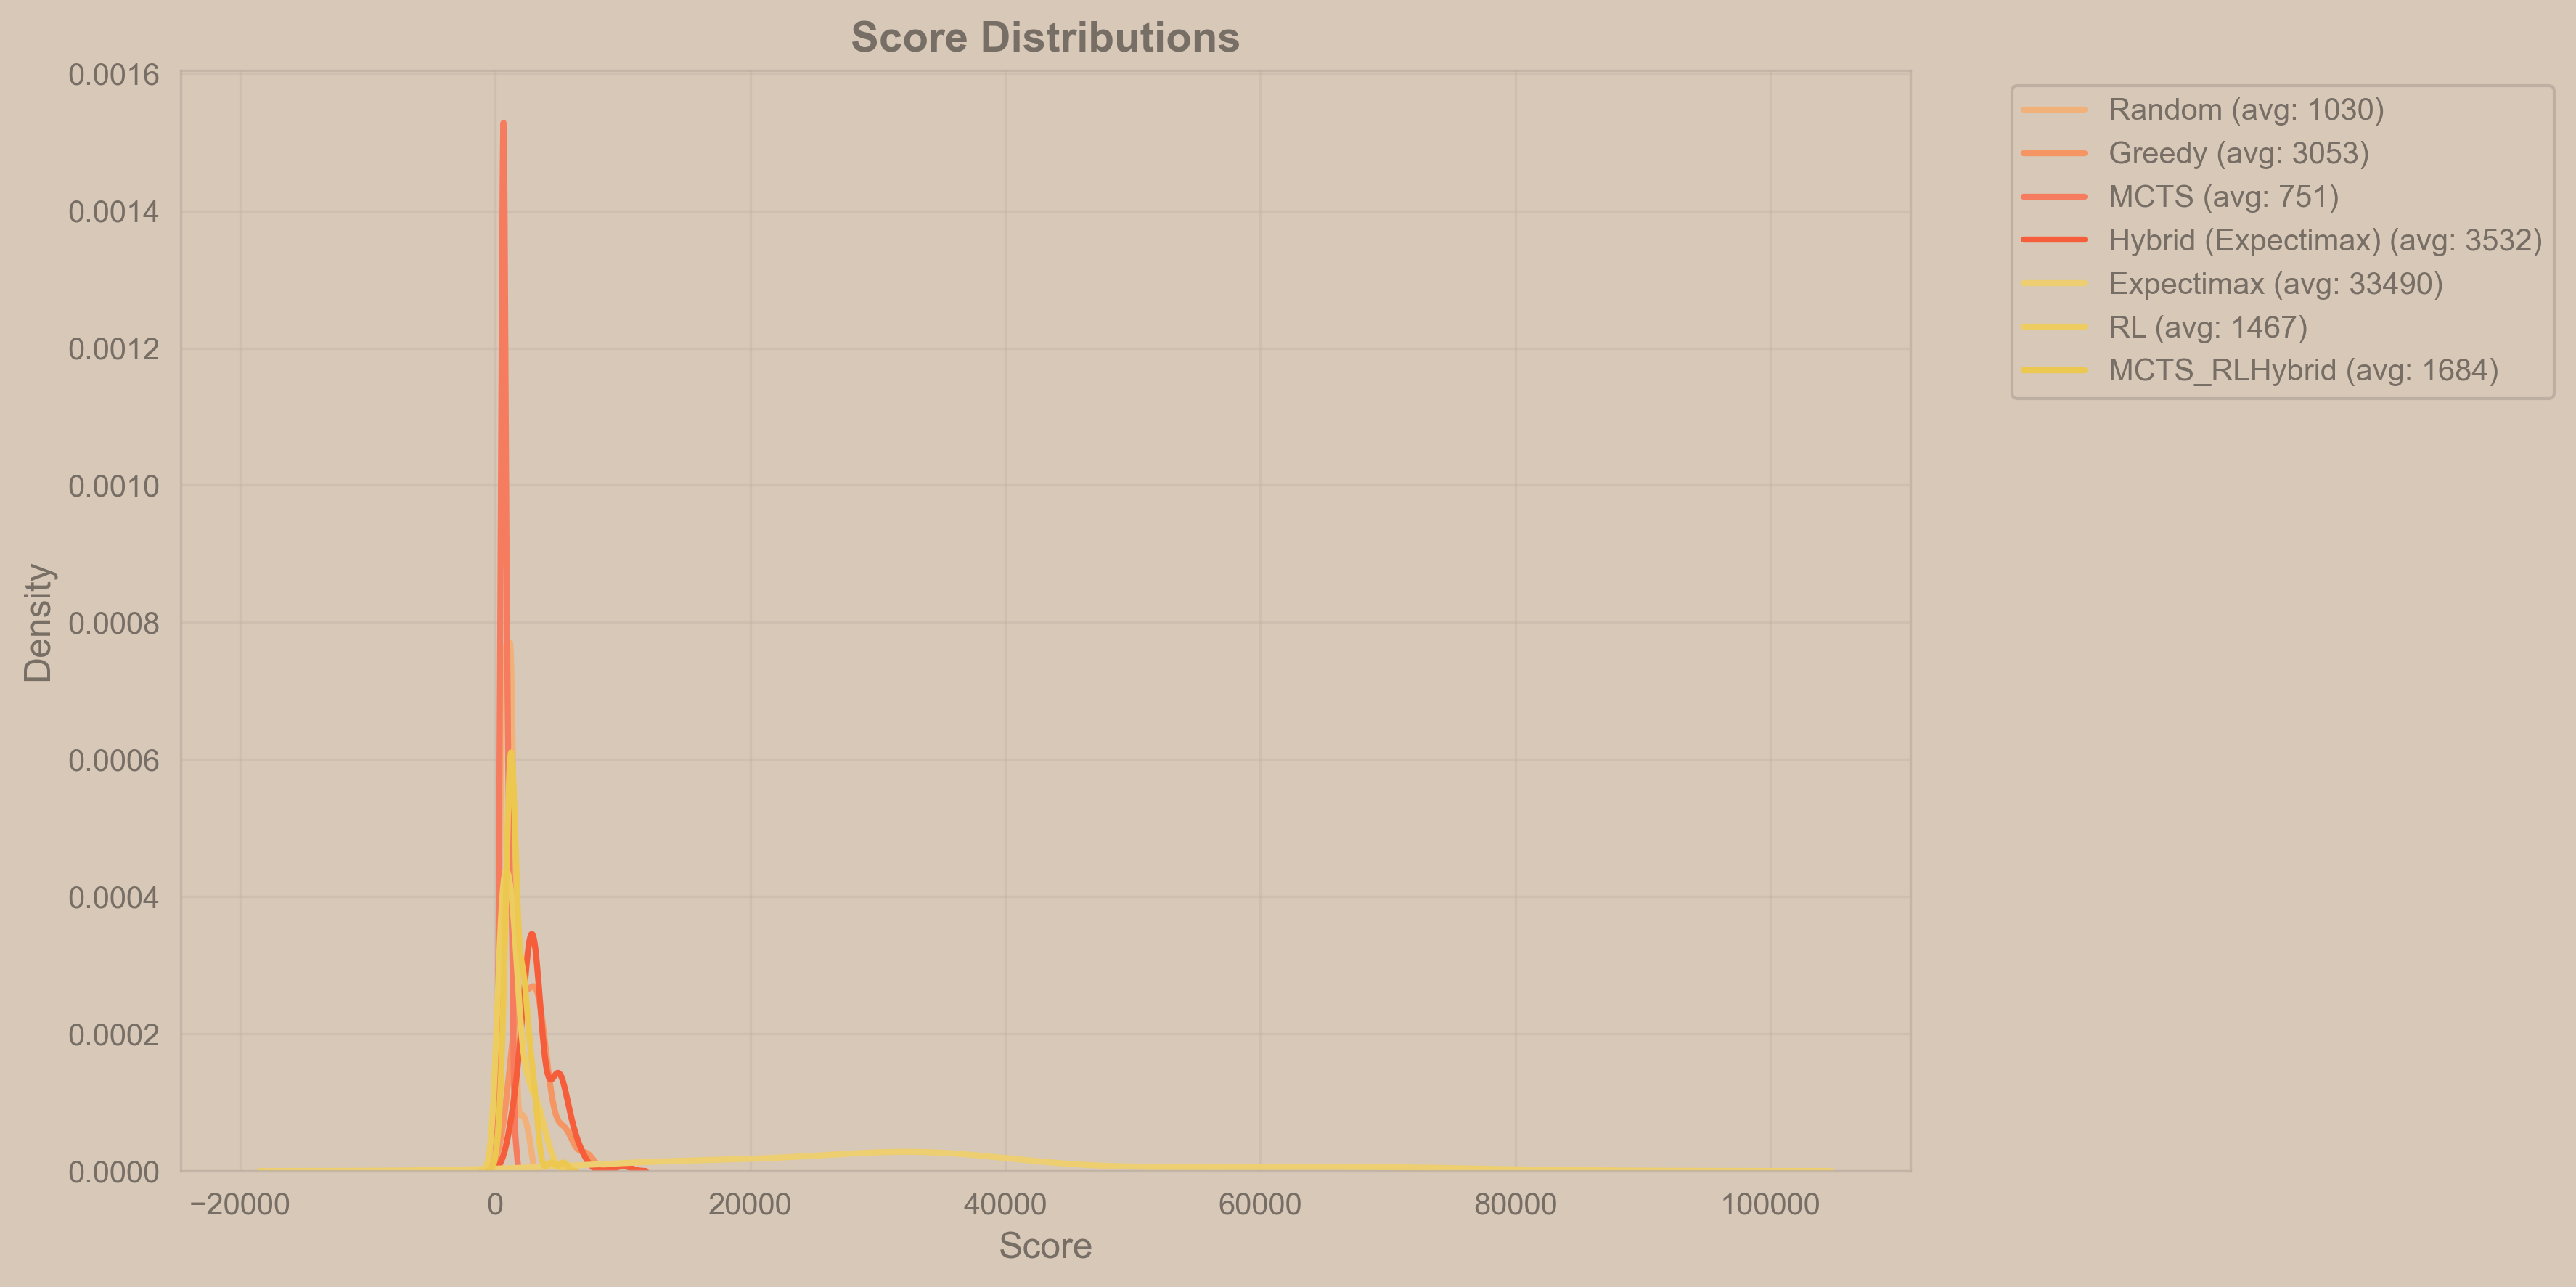 Score Distributions
0.0016
0.0014
0.0012
0.0010
0.0008
0.0006
0.0004
0.0002
0.0000
Density
−20000
0
20000
40000
60000
80000
100000
Score
Random (avg: 1030)
Greedy (avg: 3053)
MCTS (avg: 751)
Hybrid (Expectimax) (avg: 3532)
Expectimax (avg: 33490)
RL (avg: 1467)
MCTS_RLHybrid (avg: 1684)